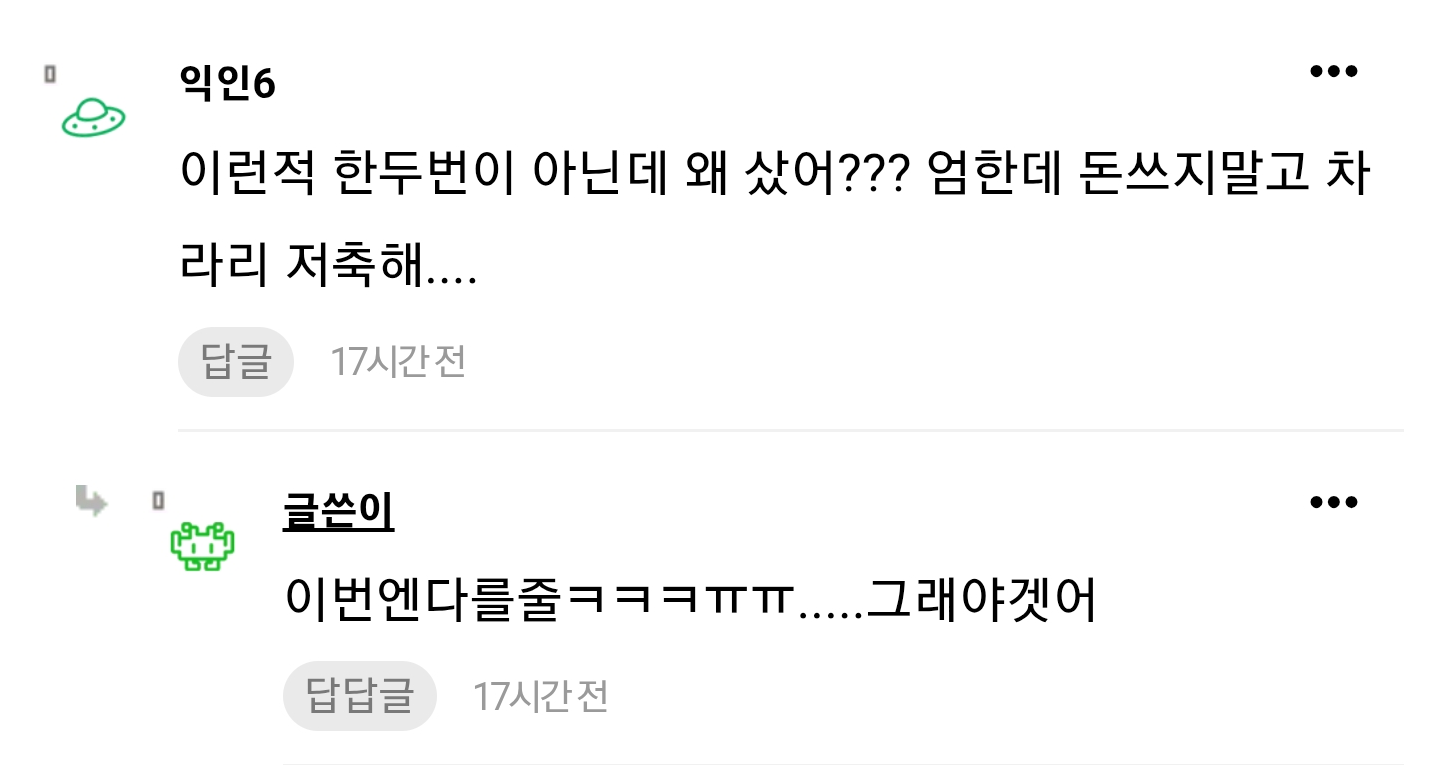 익인6
이런적 한두번이 아닌데 왜 샀어??? 엄한데 돈쓰지말고 차
라리 저축해....
답글 17시간 전
글쓴이
이번엔다를줄ㅋㅋㅋㅠㅠ.....그래야겟어
답답글 17시간 전